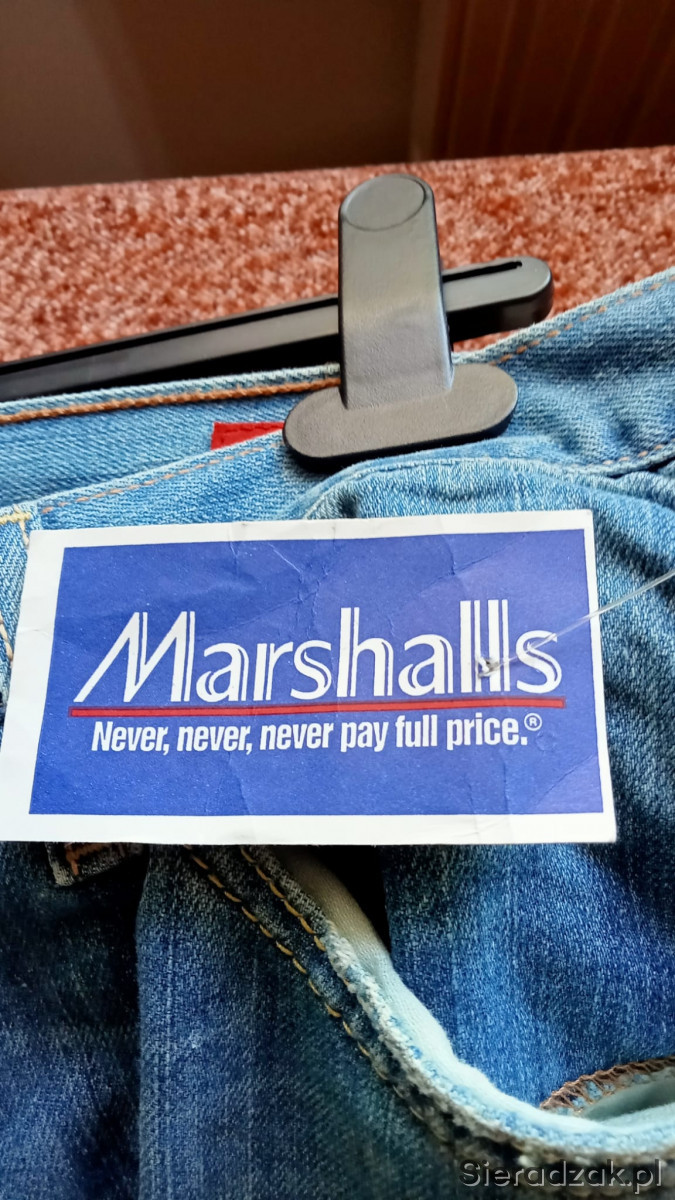 Marshalls
Never, never, never pay full price.®
Sieradzak.pl